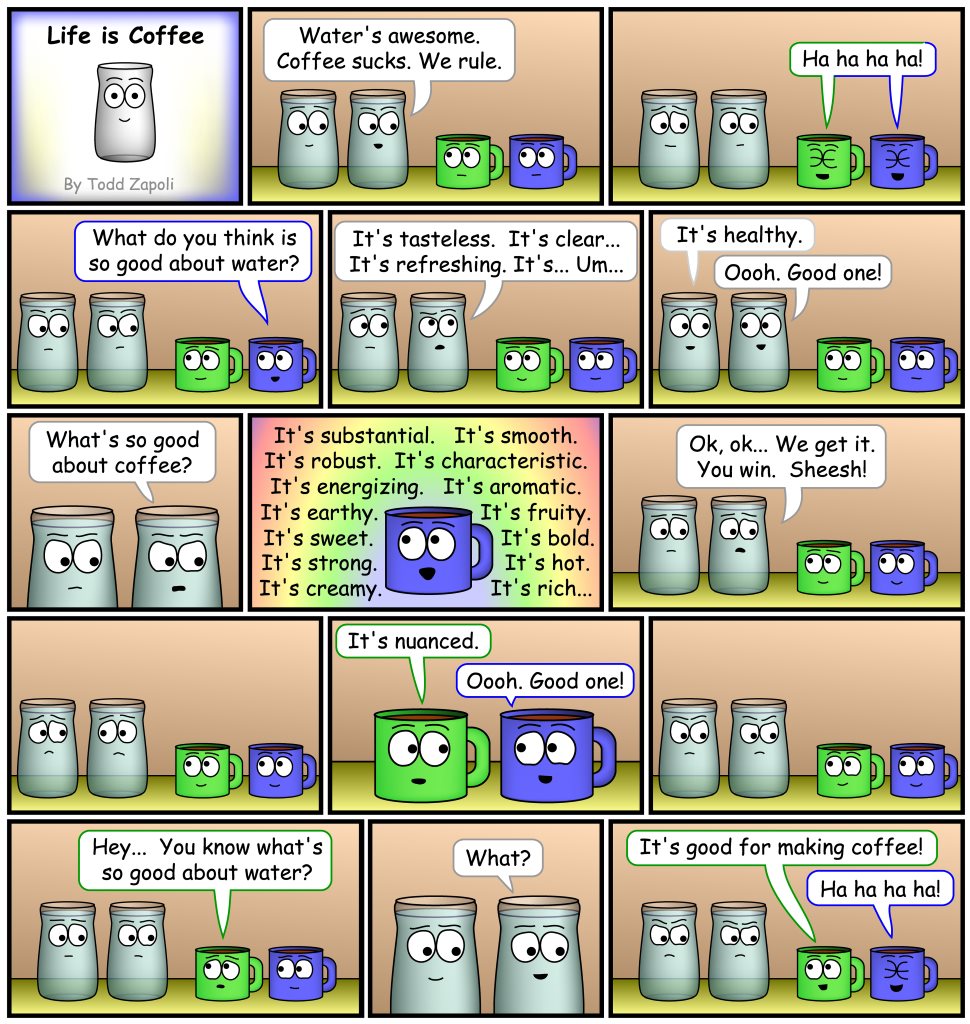 Life is Coffee
By Todd Zapoli
Water's awesome.
Coffee sucks. We rule.
Ha ha ha ha!
What do you think is
so good about water?
It's tasteless. It's clear...
It's refreshing. It's... Um...
It's healthy.
Oooh. Good one!
What's so good
about coffee?
It's substantial. It's smooth.
It's robust. It's characteristic.
It's energizing. It's aromatic.
It's earthy. It's fruity.
It's sweet. It's bold.
It's strong. It's hot.
It's creamy. It's rich...
Ok, ok... We get it.
You win. Sheesh!
It's nuanced.
Oooh. Good one!
Hey... You know what's
so good about water?
What?
It's good for making coffee!
Ha ha ha ha!